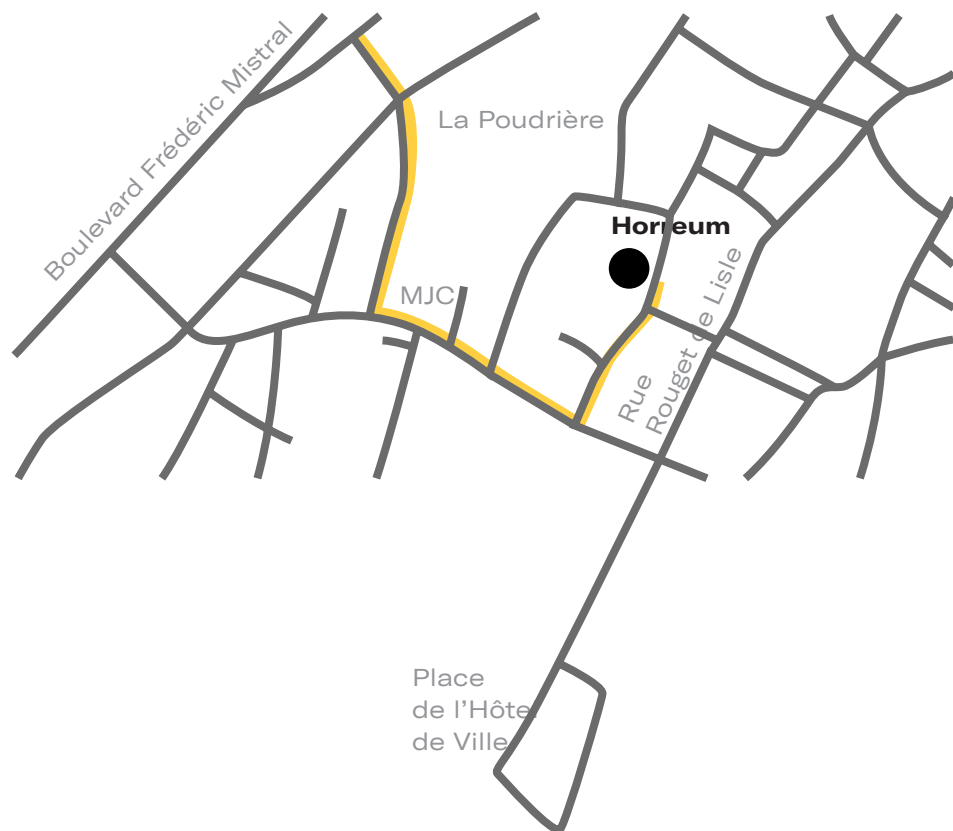 Boulevard Frédéric Mistral
La Poudrière
Horreum
MJC
Rue
Rouget de Lisle
Place
de l'Hôtel
de Ville